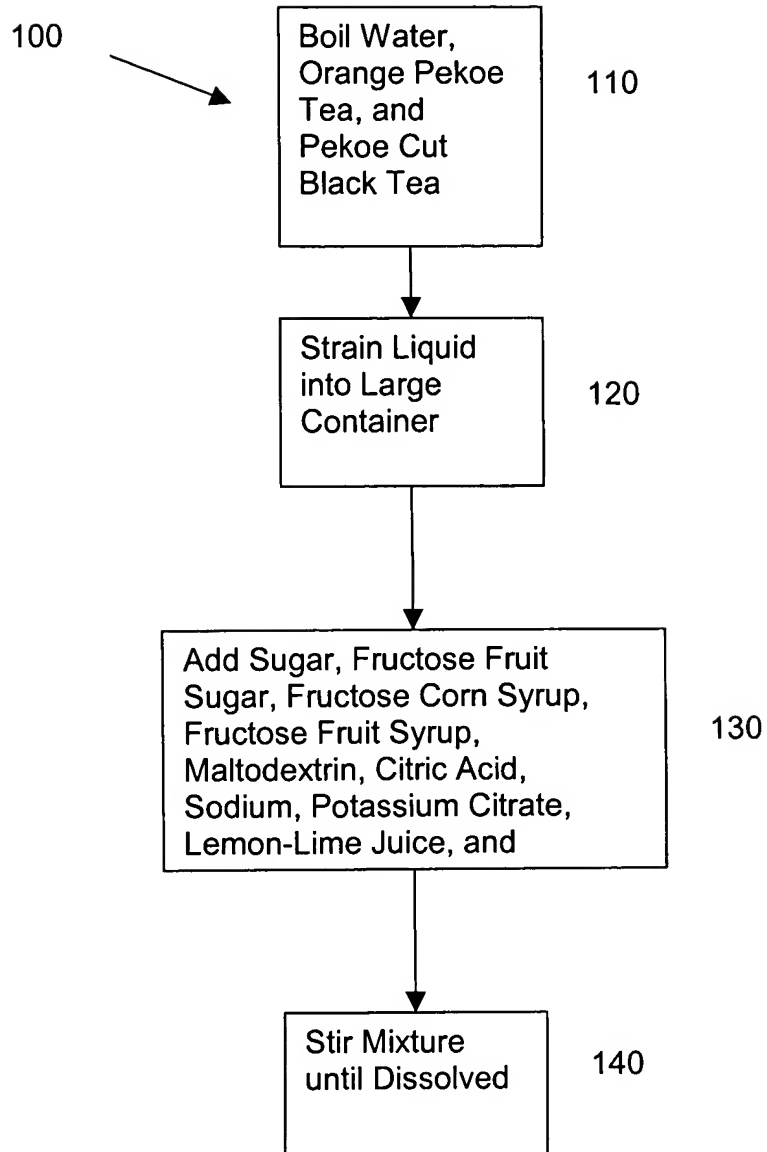 100
Boil Water,
Orange Pekoe
Tea, and
Pekoe Cut
Black Tea
110
Strain Liquid
into Large
Container
120
Add Sugar, Fructose Fruit
Sugar, Fructose Corn Syrup,
Fructose Fruit Syrup,
Maltodextrin, Citric Acid,
Sodium, Potassium Citrate,
Lemon-Lime Juice, and
130
Stir Mixture
until Dissolved
140